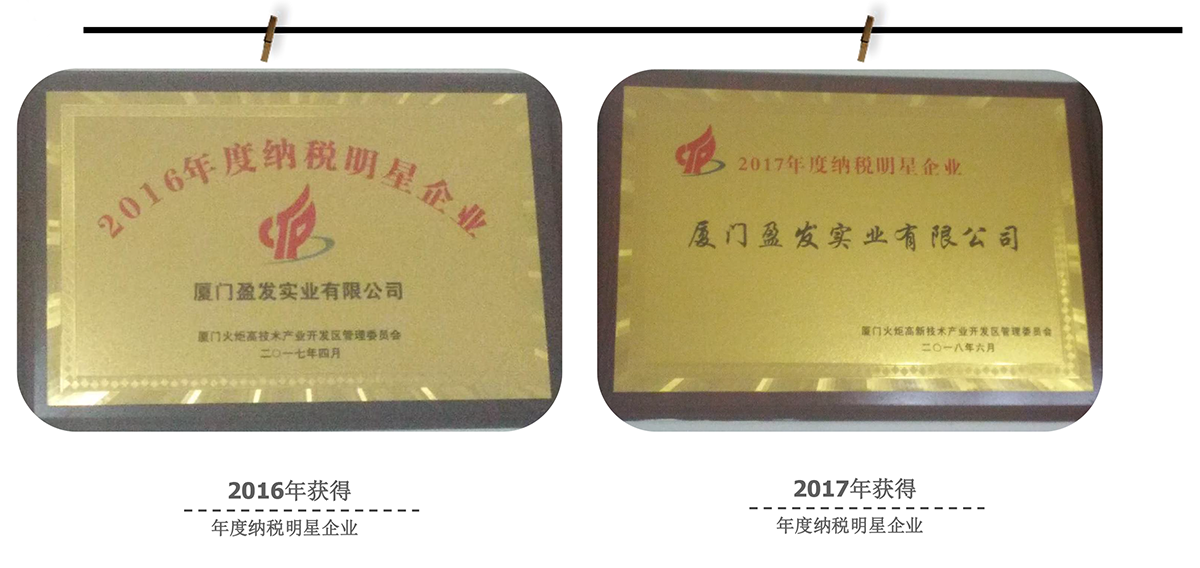 2016年度纳税明星企业
厦门盈发实业有限公司
厦门火炬高技术产业开发区管理委员会
二〇一七年四月
2017年度纳税明星企业
厦门盈发实业有限公司
厦门火炬高新技术产业开发区管理委员会
二〇一八年六月
2016年获得
年度纳税明星企业
2017年获得
年度纳税明星企业